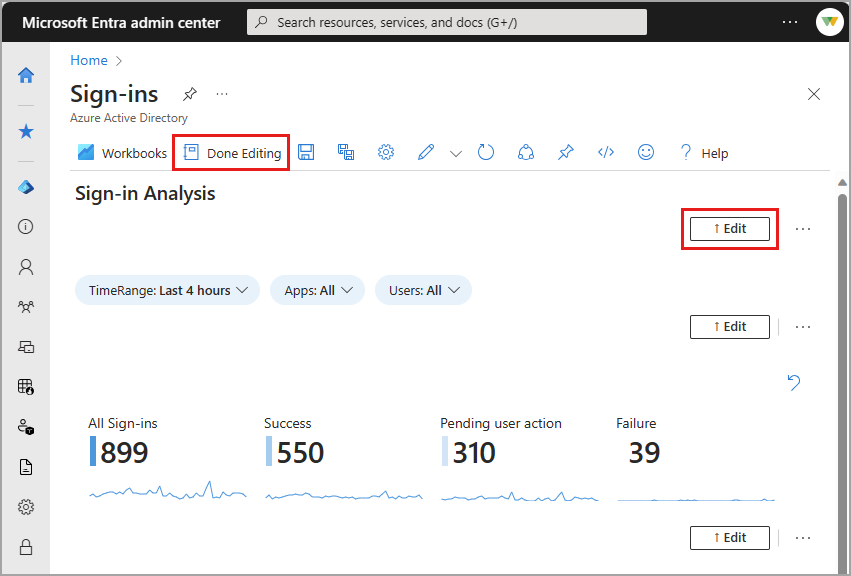 Microsoft Entra admin center
Search resources, services, and docs (G+/)
Home
Sign-ins
Azure Active Directory
Workbooks Done Editing Help
Sign-in Analysis
↑ Edit
TimeRange: Last 4 hours Apps: All Users: All
↑ Edit
All Sign-ins Success Pending user action Failure
899 550 310 39
↑ Edit